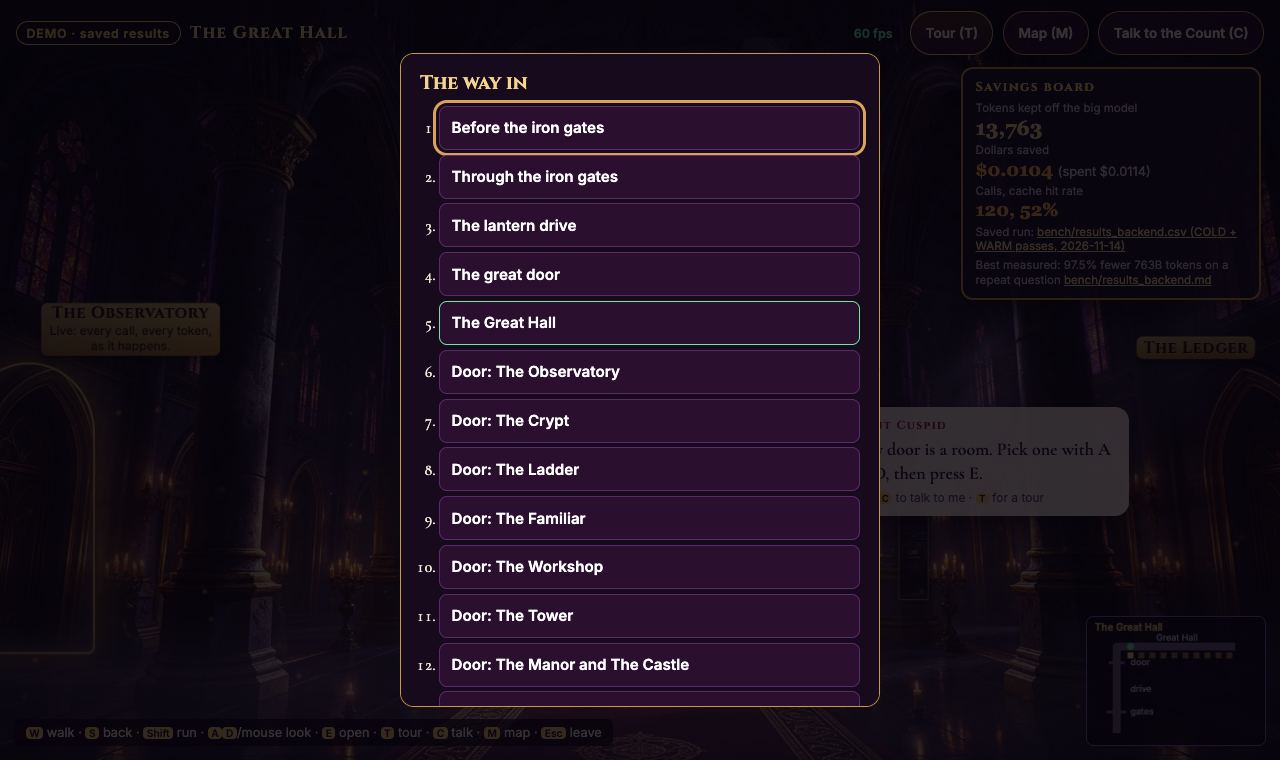 DEMO · saved results
The Great Hall
60 fps
Tour (T)
Map (M)
Talk to the Count (C)
The way in
1. Before the iron gates
2. Through the iron gates
3. The lantern drive
4. The great door
5. The Great Hall
6. Door: The Observatory
7. Door: The Crypt
8. Door: The Ladder
9. Door: The Familiar
10. Door: The Workshop
11. Door: The Tower
12. Door: The Manor and The Castle
Savings board
Tokens kept off the big model
13,763
Dollars saved
$0.0104 (spent $0.0114)
Calls, cache hit rate
120, 52%
Saved run: bench/results_backend.csv (COLD +
WARM passes, 2026-11-14)
Best measured: 97.5% fewer 763B tokens on a
repeat question bench/results_backend.md
The Observatory
Live: every call, every token,
as it happens.
The Ledger
Cuspid
door is a room. Pick one with A
, then press E.
C to talk to me · T for a tour
The Great Hall
Great Hall
door
drive
gates
W walk · S back · Shift run · A D/mouse look · E open · T tour · C talk · M map · Esc leave